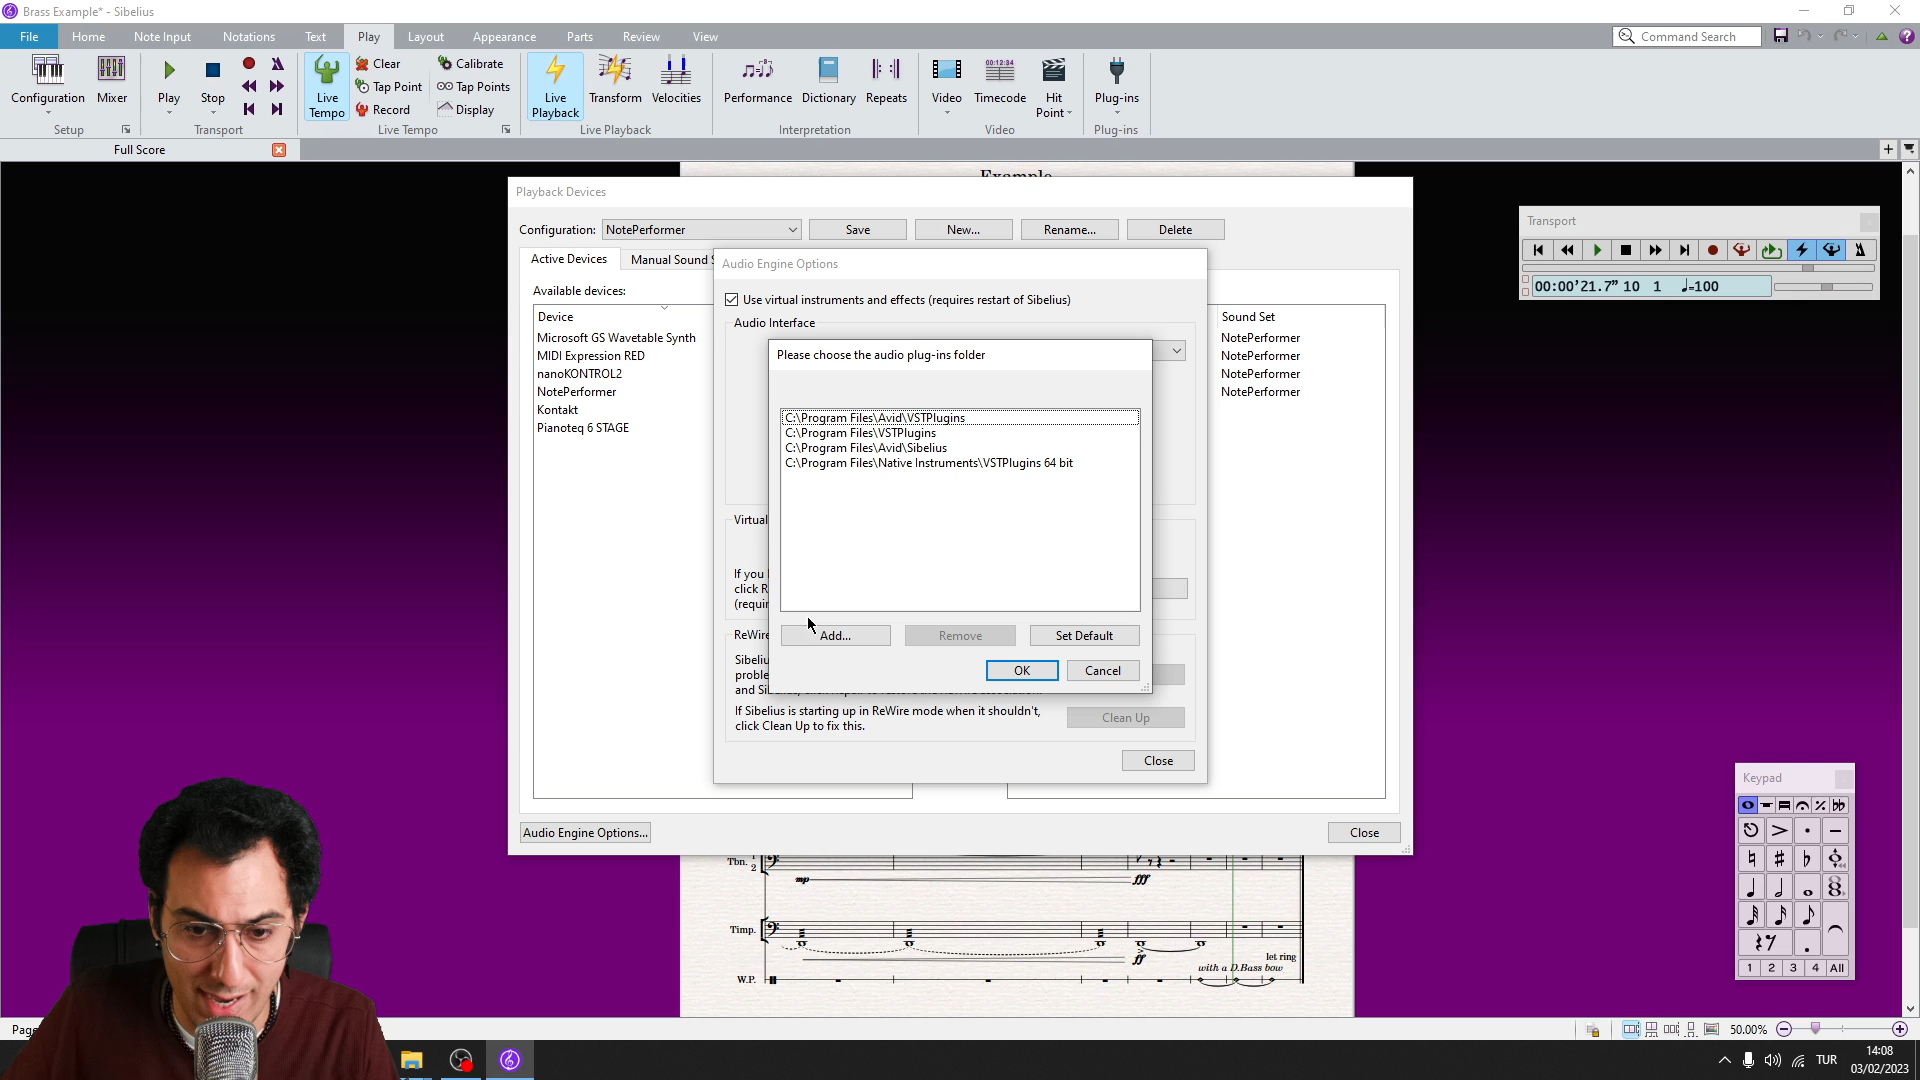 Brass Example* - Sibelius
File Home Note Input Notations Text Play Layout Appearance Parts Review View Command Search
Configuration Mixer Play Stop Live Tempo Clear Tap Point Record Calibrate Tap Points Display Live Playback Transform Velocities Performance Dictionary Repeats Video Timecode Hit Point Plug-ins
00:12:34
Setup Transport Live Tempo Live Playback Interpretation Video Plug-ins
Full Score
Example
Playback Devices
Configuration: NotePerformer Save New... Rename... Delete
Active Devices Manual Sound S
Available devices:
Device
Microsoft GS Wavetable Synth
MIDI Expression RED
nanoKONTROL2
NotePerformer
Kontakt
Pianoteq 6 STAGE
Sound Set
NotePerformer
NotePerformer
NotePerformer
NotePerformer
Audio Engine Options
Use virtual instruments and effects (requires restart of Sibelius)
Audio Interface
Please choose the audio plug-ins folder
C:\Program Files\Avid\VSTPlugins
C:\Program Files\VSTPlugins
C:\Program Files\Avid\Sibelius
C:\Program Files\Native Instruments\VSTPlugins 64 bit
Add... Remove Set Default
OK Cancel
Virtual
If you
click R
(requir
ReWire
Sibeliu
proble
If Sibelius is starting up in ReWire mode when it shouldn't,
click Clean Up to fix this.
Clean Up
Close
Audio Engine Options...
Close
Transport
00:00'21.7" 10 1 ♩=100
Keypad
1 2 3 4 All
Tbn. 1
2
mp fff
Timp.
ff
let ring
with a D.Bass bow
W.P.
Page
50.00%
TUR
14:08
03/02/2023